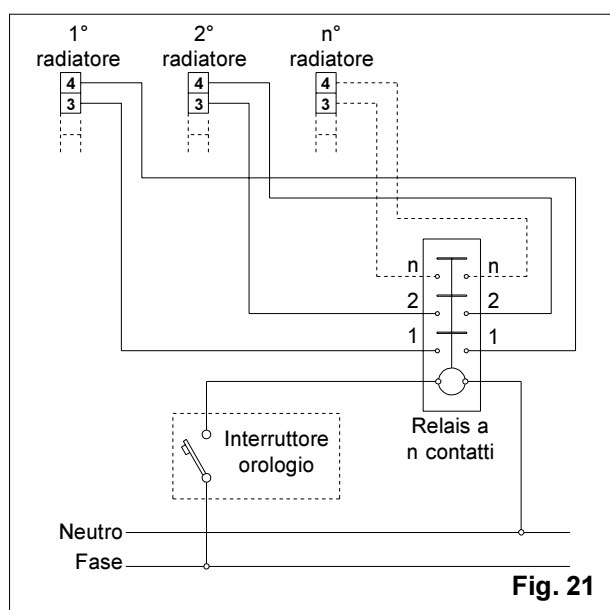 1° 2° n°
radiatore radiatore radiatore
4 4 4
3 3 3
n n
2 2
1 1
Relais a
n contatti
Interruttore
orologio
Neutro
Fase
Fig. 21